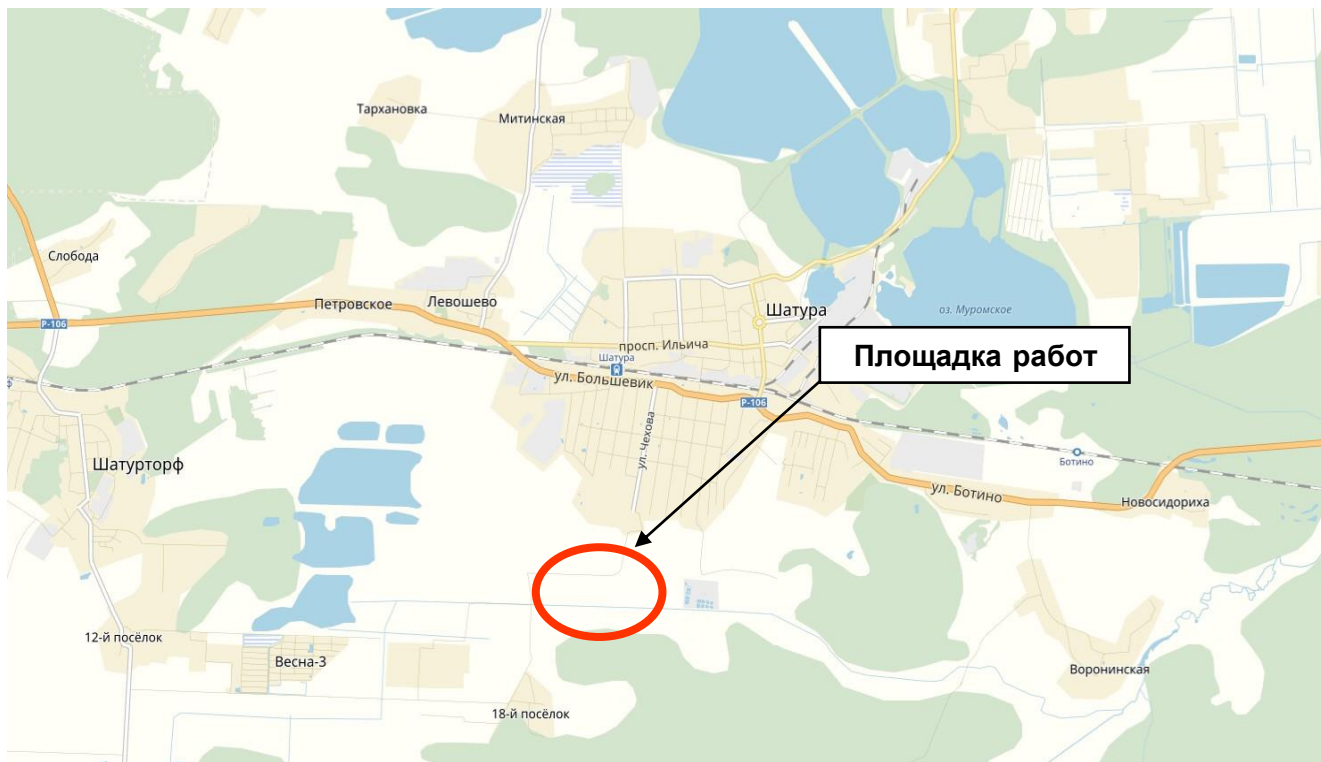 Тархановка
Митинская
Слобода
Петровское
Левошево
Шатура
оз. Муромское
Р-106
просп. Ильича
Шатура
ул. Большевик
Площадка работ
Р-106
ф
ул. Чехова
Шатурторф
Ботино
ул. Ботино
Новосидориха
12-й посёлок
Весна-3
Воронинская
18-й посёлок